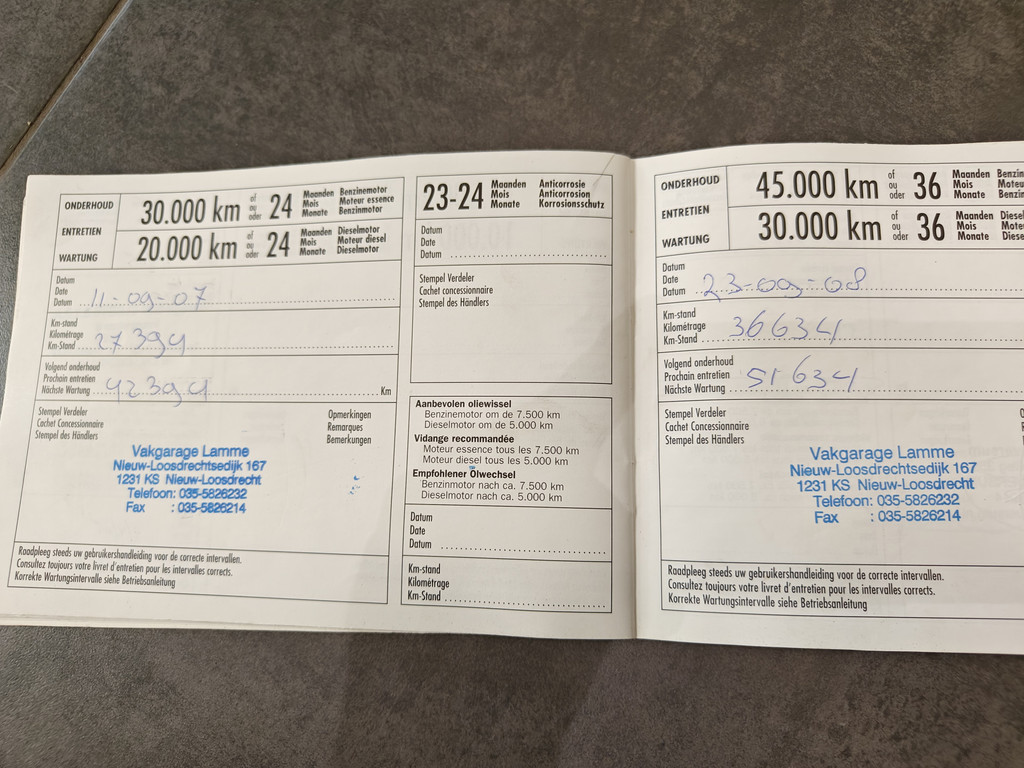 ONDERHOUD
ENTRETIEN
WARTUNG
30.000 km of ou oder 24 Maanden Mois Monate Benzinemotor Moteur essence Benzinmotor
20.000 km of ou oder 24 Maanden Mois Monate Dieselmotor Moteur diesel Dieselmotor
Datum
Date
Datum 11-09-07
Km-stand
Kilométrage
Km-Stand 27394
Volgend onderhoud
Prochain entretien
Nächste Wartung 42394 Km
Stempel Verdeler
Cachet Concessionnaire
Stempel des Händlers
Opmerkingen
Remarques
Bemerkungen
Vakgarage Lamme
Nieuw-Loosdrechtsedijk 167
1231 KS Nieuw-Loosdrecht
Telefoon: 035-5826232
Fax : 035-5826214
Raadpleeg steeds uw gebruikershandleiding voor de correcte intervallen.
Consultez toujours votre livret d'entretien pour les intervalles corrects.
Korrekte Wartungsintervalle siehe Betriebsanleitung
23-24 Maanden Mois Monate Anticorrosie Anticorrosion Korrosionsschutz
Datum
Date
Datum
Stempel Verdeler
Cachet concessionnaire
Stempel des Händlers
Aanbevolen oliewissel
Benzinemotor om de 7.500 km
Dieselmotor om de 5.000 km
Vidange recommandée
Moteur essence tous les 7.500 km
Moteur diesel tous les 5.000 km
Empfohlener Ölwechsel
Benzinmotor nach ca. 7.500 km
Dieselmotor nach ca. 5.000 km
Datum
Date
Datum
Km-stand
Kilométrage
Km-Stand
ONDERHOUD
ENTRETIEN
WARTUNG
45.000 km of ou oder 36 Maanden Mois Monate
30.000 km of ou oder 36 Maanden Mois Monate
Datum
Date
Datum 23-09-08
Km-stand
Kilométrage
Km-Stand 36634
Volgend onderhoud
Prochain entretien
Nächste Wartung 51634
Stempel Verdeler
Cachet Concessionnaire
Stempel des Händlers
Vakgarage Lamme
Nieuw-Loosdrechtsedijk 167
1231 KS Nieuw-Loosdrecht
Telefoon: 035-5826232
Fax : 035-5826214
Raadpleeg steeds uw gebruikershandleiding voor de correcte intervallen.
Consultez toujours votre livret d'entretien pour les intervalles corrects.
Korrekte Wartungsintervalle siehe Betriebsanleitung